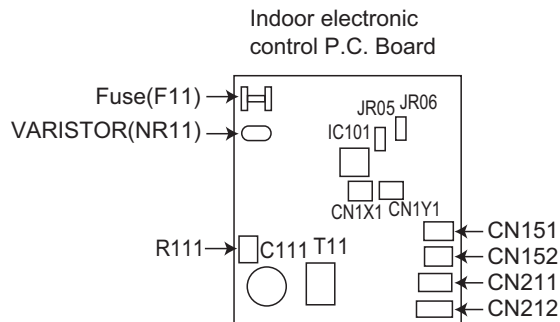 Indoor electronic
control P.C. Board
Fuse(F11)
VARISTOR(NR11)
JR05 JR06
IC101
CN1X1 CN1Y1
R111 C111 T11
CN151
CN152
CN211
CN212